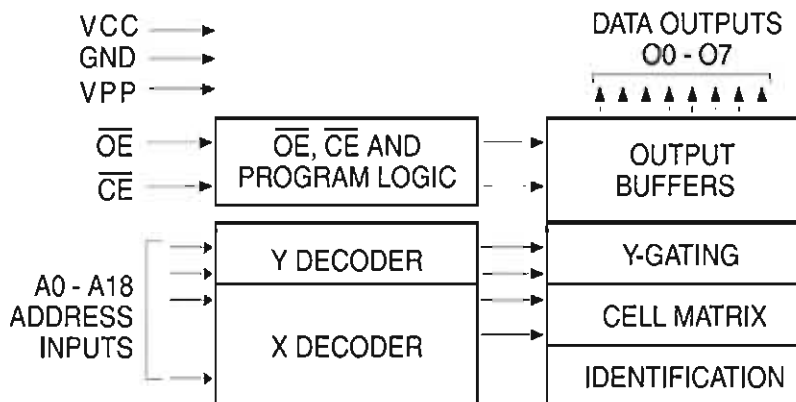 VCC
GND
VPP
OE
CE
A0 - A18
ADDRESS
INPUTS
OE, CE AND
PROGRAM LOGIC
Y DECODER
X DECODER
DATA OUTPUTS
O0 - O7
OUTPUT
BUFFERS
Y-GATING
CELL MATRIX
IDENTIFICATION